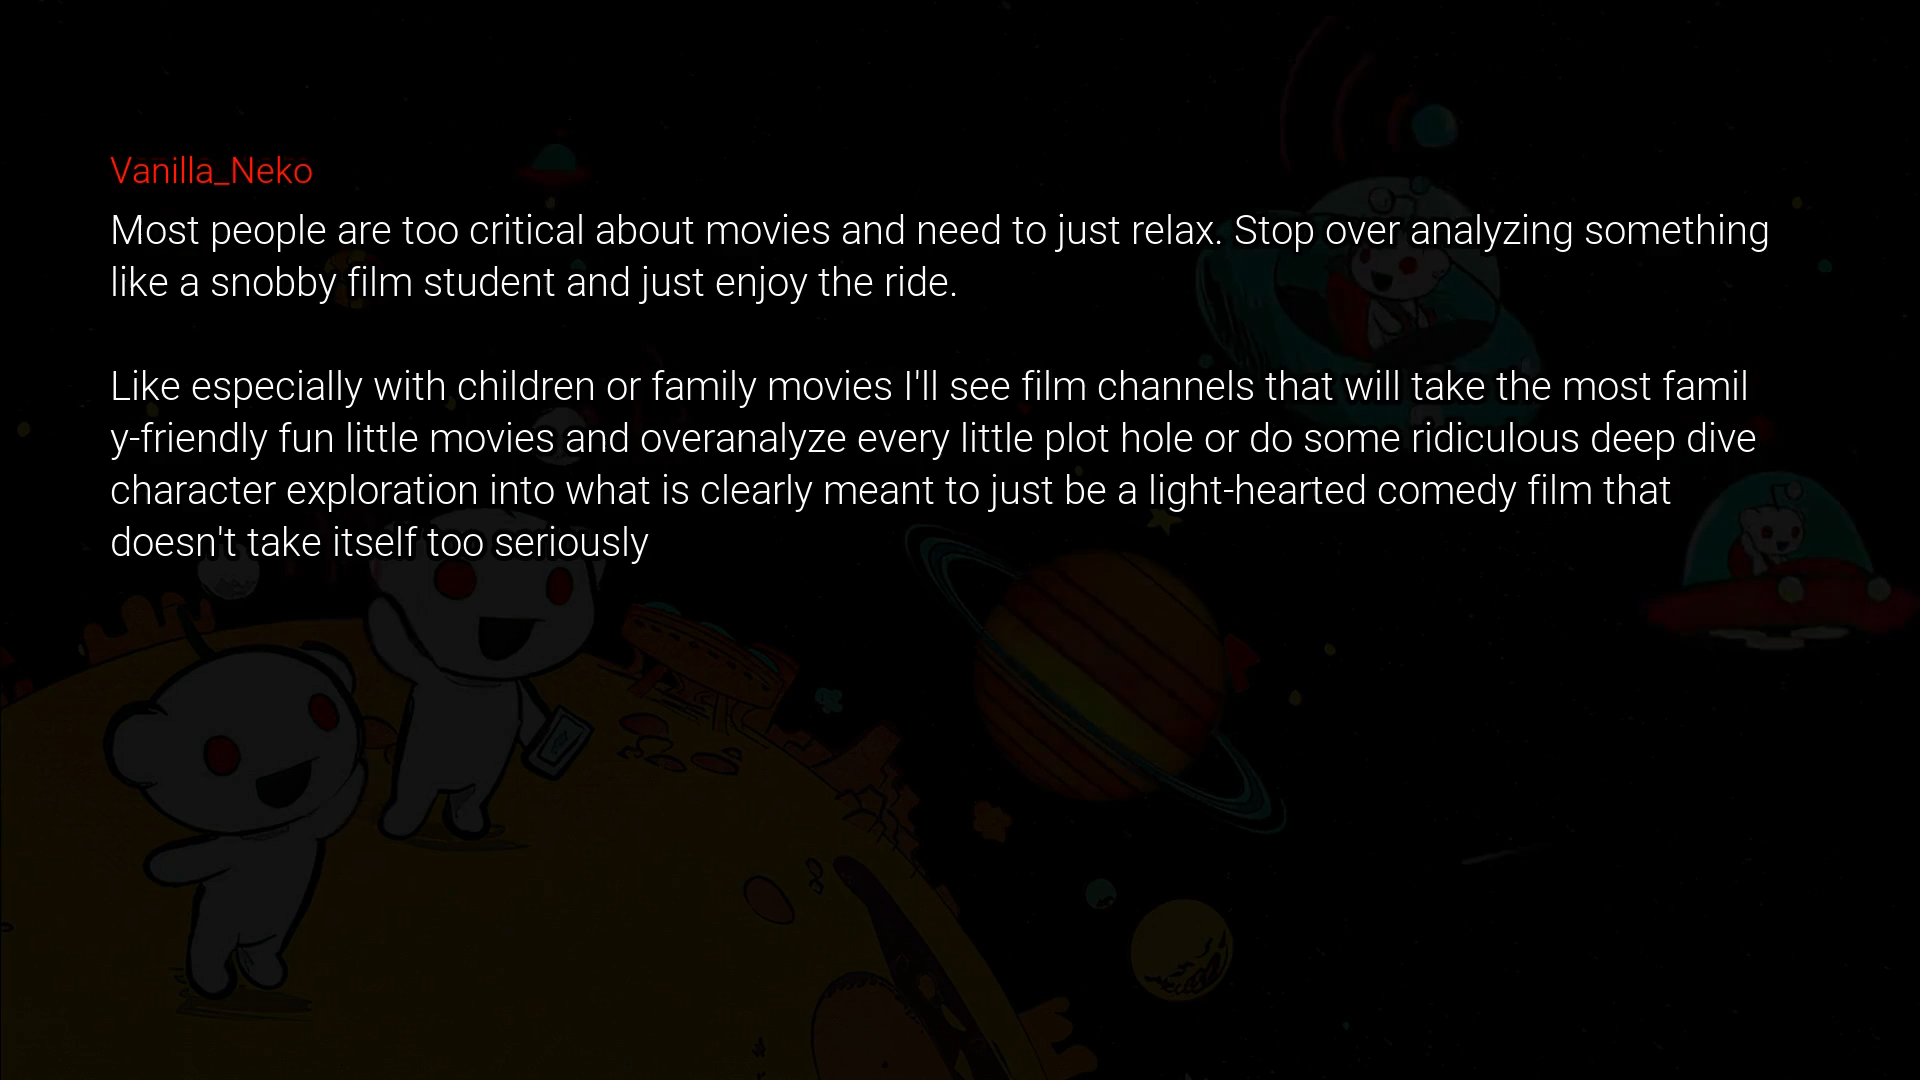 Vanilla_Neko
Most people are too critical about movies and need to just relax. Stop over analyzing something
like a snobby film student and just enjoy the ride.
Like especially with children or family movies I'll see film channels that will take the most famil
y-friendly fun little movies and overanalyze every little plot hole or do some ridiculous deep dive
character exploration into what is clearly meant to just be a light-hearted comedy film that
doesn't take itself too seriously